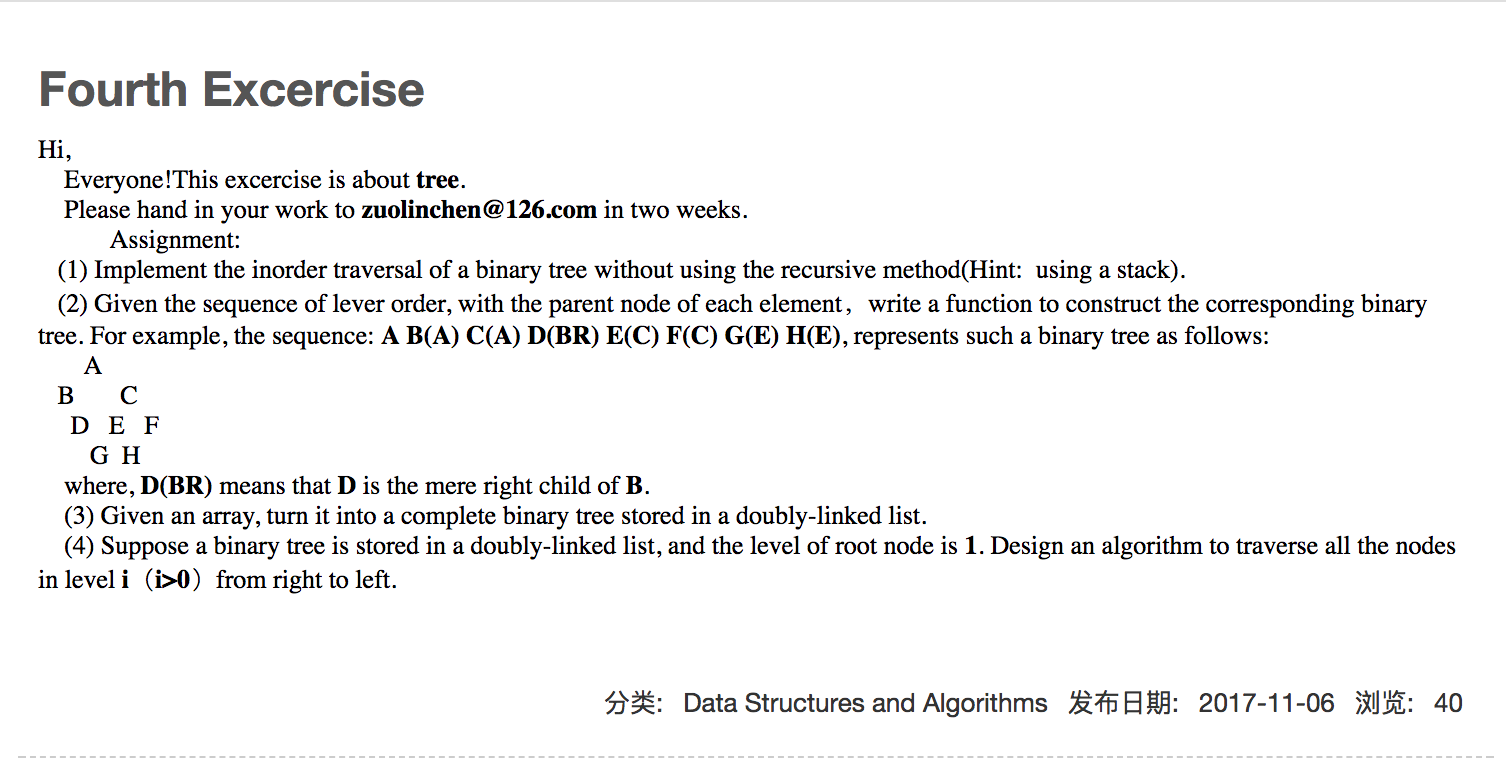 Fourth Excercise
Hi,
Everyone!This excercise is about tree.
Please hand in your work to zuolinchen@126.com in two weeks.
Assignment:
(1) Implement the inorder traversal of a binary tree without using the recursive method(Hint:  using a stack).
(2) Given the sequence of lever order, with the parent node of each element，write a function to construct the corresponding binary
tree. For example, the sequence: A B(A) C(A) D(BR) E(C) F(C) G(E) H(E), represents such a binary tree as follows:
A
B C
D E F
G H
where, D(BR) means that D is the mere right child of B.
(3) Given an array, turn it into a complete binary tree stored in a doubly-linked list.
(4) Suppose a binary tree is stored in a doubly-linked list, and the level of root node is 1. Design an algorithm to traverse all the nodes
in level i（i>0）from right to left.
分类: Data Structures and Algorithms 发布日期: 2017-11-06 浏览: 40